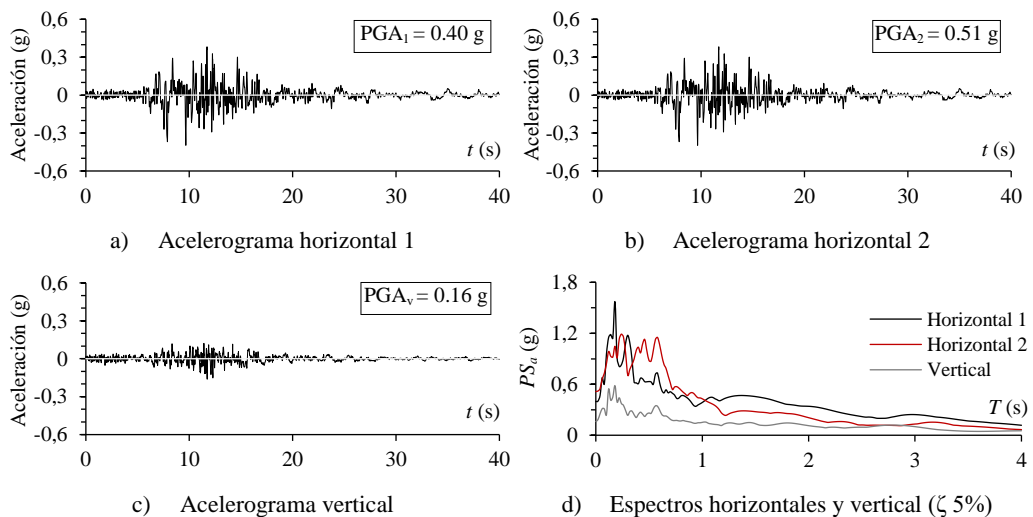 Aceleración (g)
0,6
0,3
0
-0,3
-0,6
PGA₁ = 0.40 g
t (s)
0 10 20 30 40
a) Acelerograma horizontal 1
Aceleración (g)
0,6
0,3
0
-0,3
-0,6
PGA₂ = 0.51 g
t (s)
0 10 20 30 40
b) Acelerograma horizontal 2
Aceleración (g)
0,6
0,3
0
-0,3
-0,6
PGAᵥ = 0.16 g
t (s)
0 10 20 30 40
c) Acelerograma vertical
PSₐ (g)
1,8
1,2
0,6
0
Horizontal 1
Horizontal 2
Vertical
T (s)
0 1 2 3 4
d) Espectros horizontales y vertical (ζ 5%)